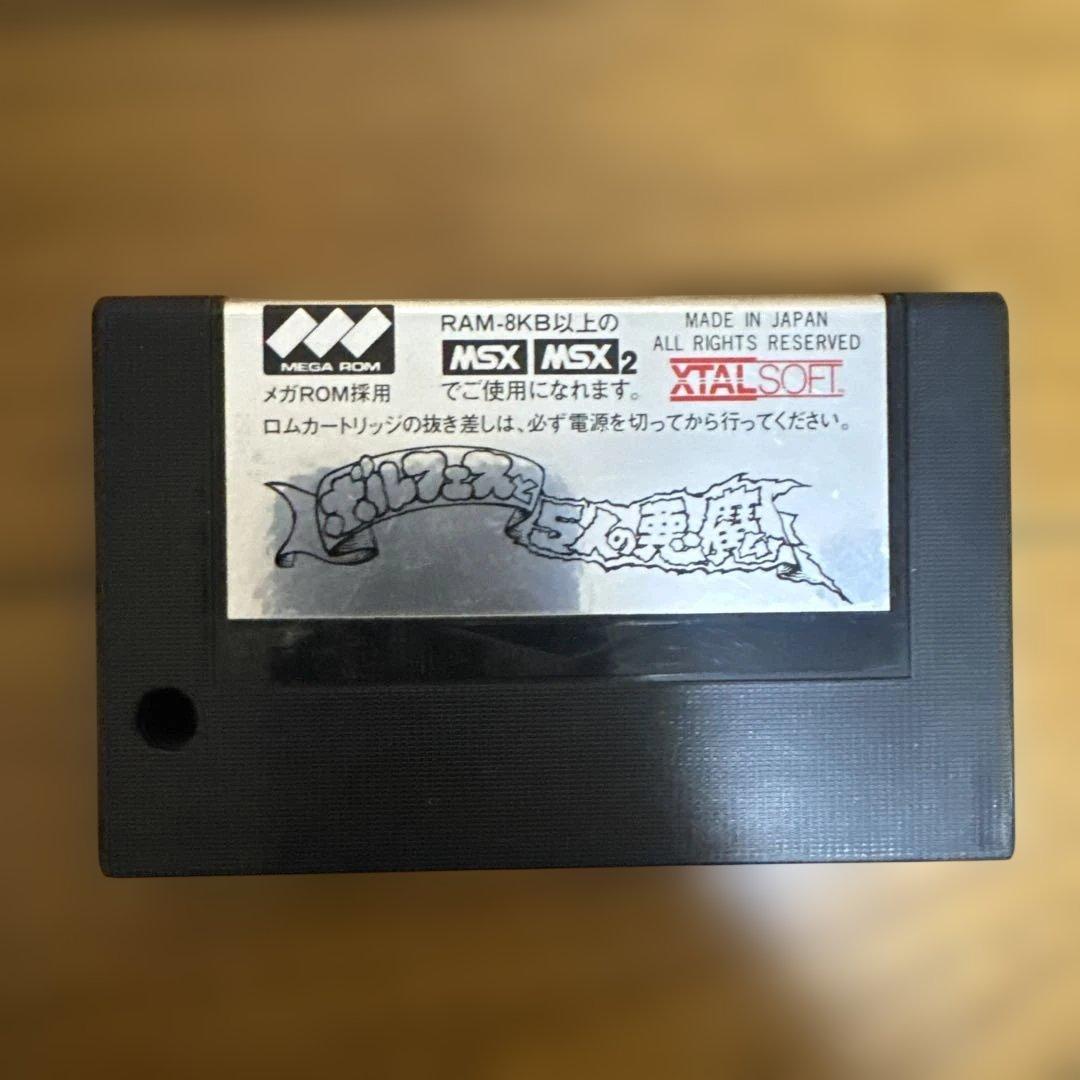 MEGA ROM
メガROM採用
RAM-8KB以上の
MSX MSX2
でご使用になれます。
MADE IN JAPAN
ALL RIGHTS RESERVED
XTALSOFT
ロムカートリッジの抜き差しは、必ず電源を切ってから行ってください。
ボルフェスと
5人の悪魔